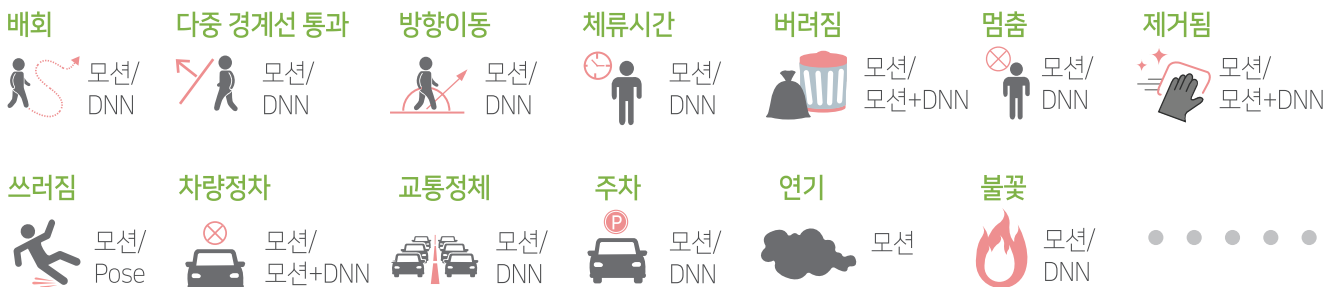 배회
모션/
DNN
다중 경계선 통과
모션/
DNN
방향이동
모션/
DNN
체류시간
모션/
DNN
버려짐
모션/
모션+DNN
멈춤
모션/
DNN
제거됨
모션/
모션+DNN
쓰러짐
모션/
Pose
차량정차
모션/
모션+DNN
교통정체
모션/
DNN
주차
P
모션/
DNN
연기
모션
불꽃
모션/
DNN